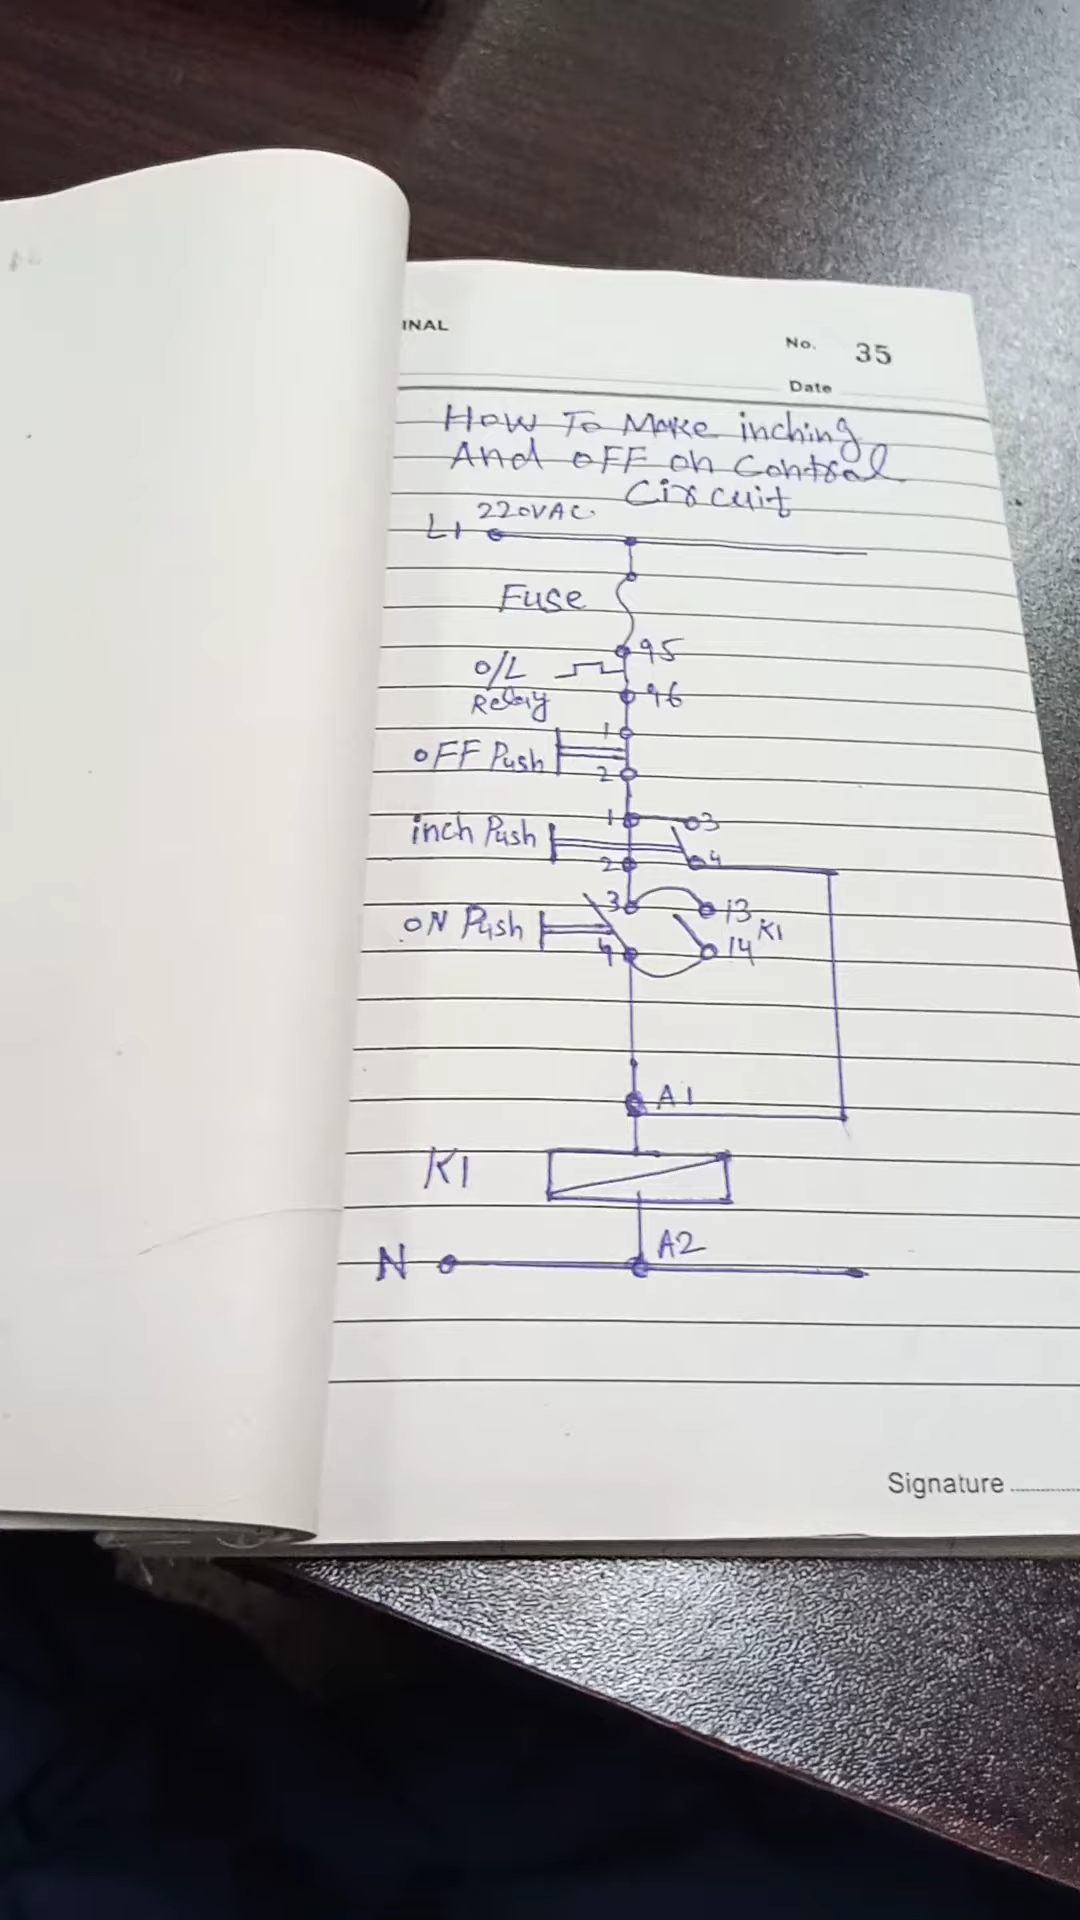 INAL
No. 35
Date
How To Make inching
And oFF on Control
Circuit
220VAC
L1
Fuse
95
O/L
Relay
96
1
oFF Push
2
1 3
inch Push
2 4
3 13
oN Push K1
4 14
A1
K1
A2
N
Signature